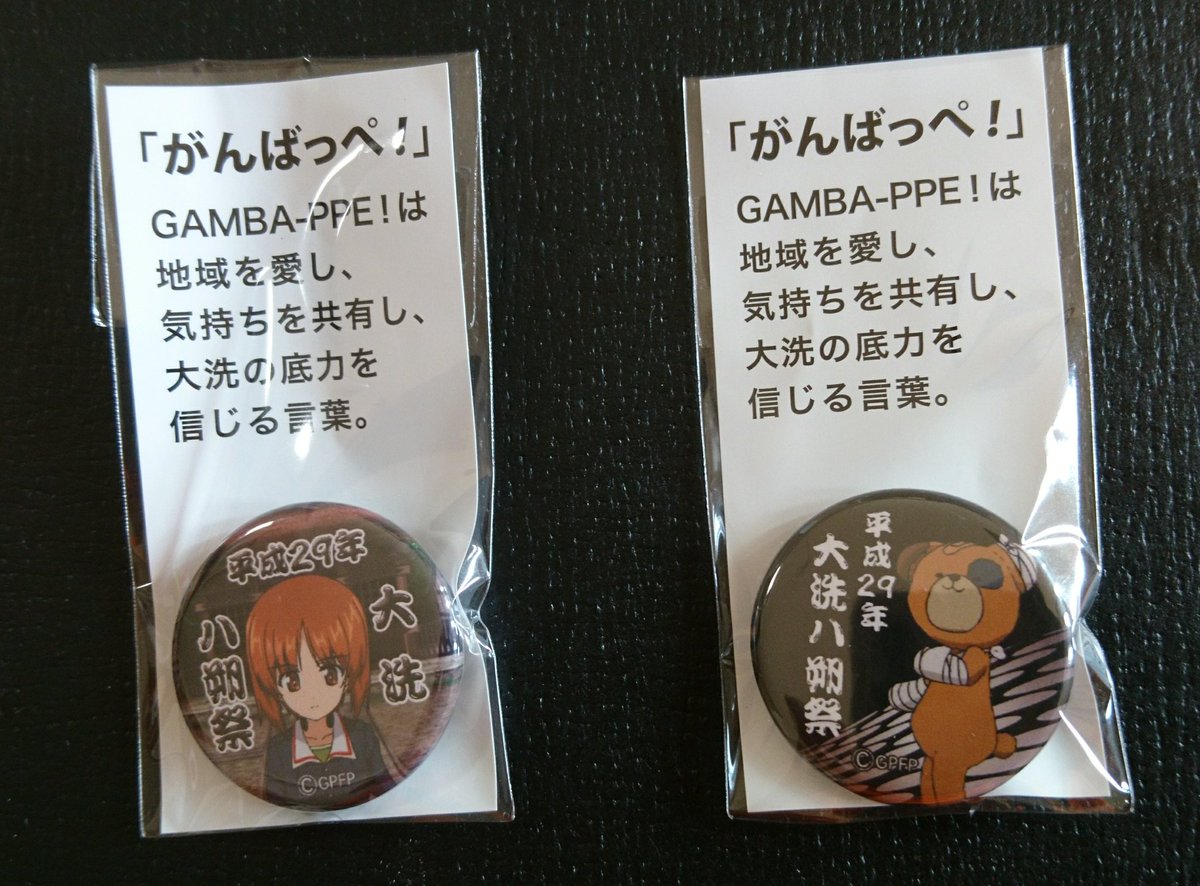 「がんばっぺ!」
GAMBA-PPE!は
地域を愛し、
気持ちを共有し、
大洗の底力を
信じる言葉。
平成29年
大洗
八朔祭
©GPFP
「がんばっぺ!」
GAMBA-PPE!は
地域を愛し、
気持ちを共有し、
大洗の底力を
信じる言葉。
平成29年
大洗八朔祭
©GPFP